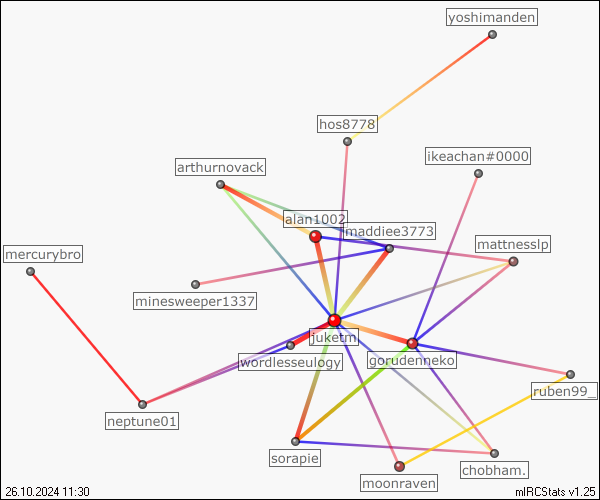 yoshimanden
hos8778
ikeachan#0000
arthurnovack
alan1002
maddiee3773
mattnesslp
mercurybro
minesweeper1337
juketm
wordlesseulogy
gorudenneko
ruben99_
neptune01
sorapie
chobham.
moonraven
26.10.2024 11:30
mIRCStats v1.25